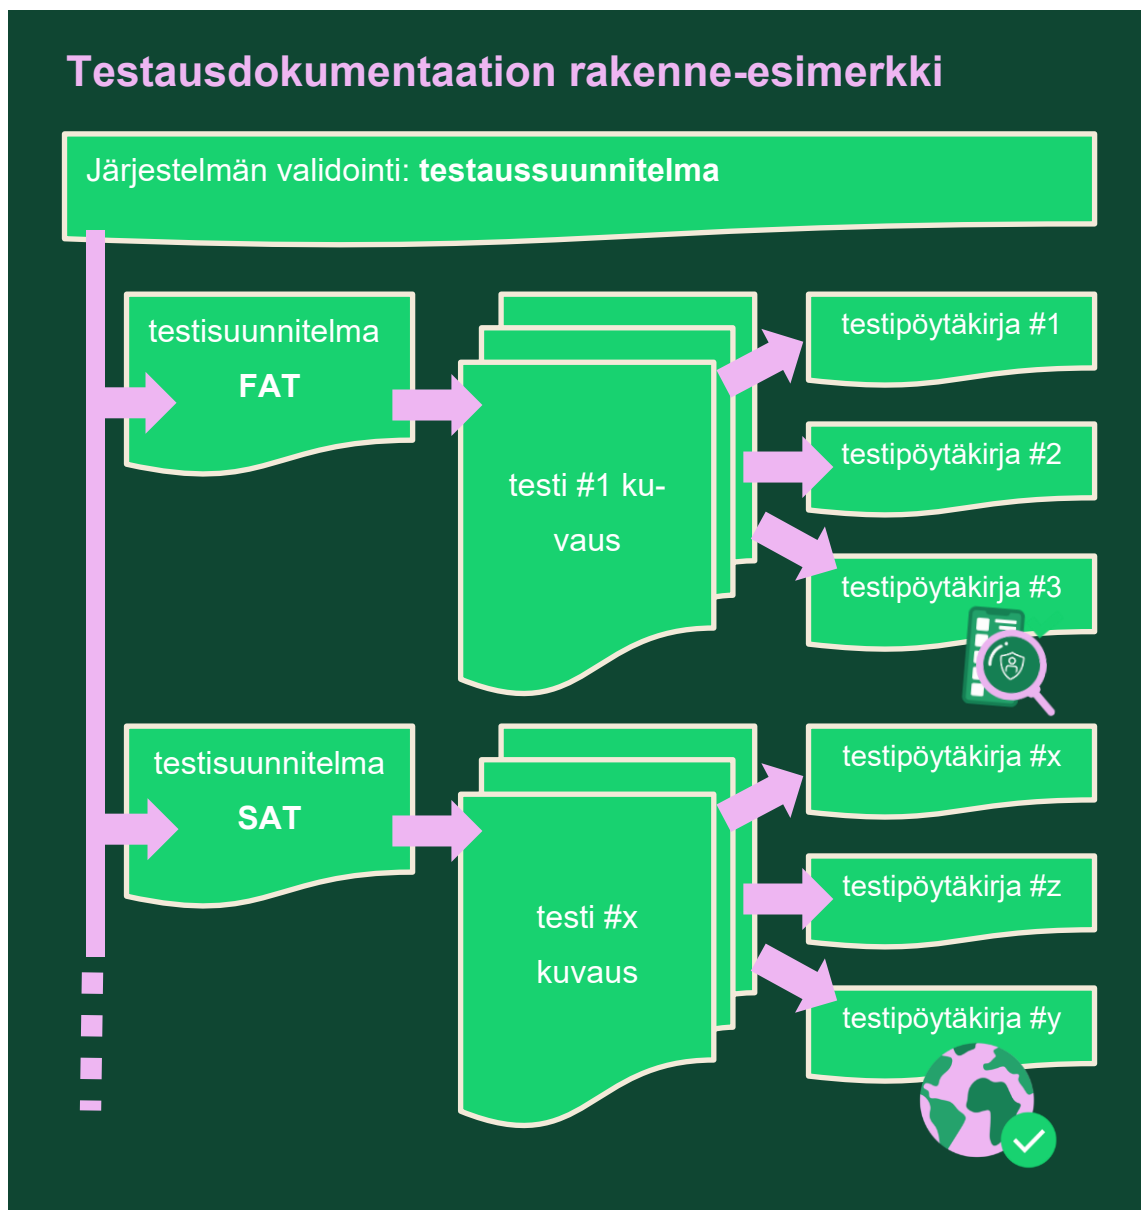 Testausdokumentaation rakenne-esimerkki
Järjestelmän validointi: testaussuunnitelma
testisuunnitelma
FAT
testi #1 ku-
vaus
testipöytäkirja #1
testipöytäkirja #2
testipöytäkirja #3
testisuunnitelma
SAT
testi #x
kuvaus
testipöytäkirja #x
testipöytäkirja #z
testipöytäkirja #y